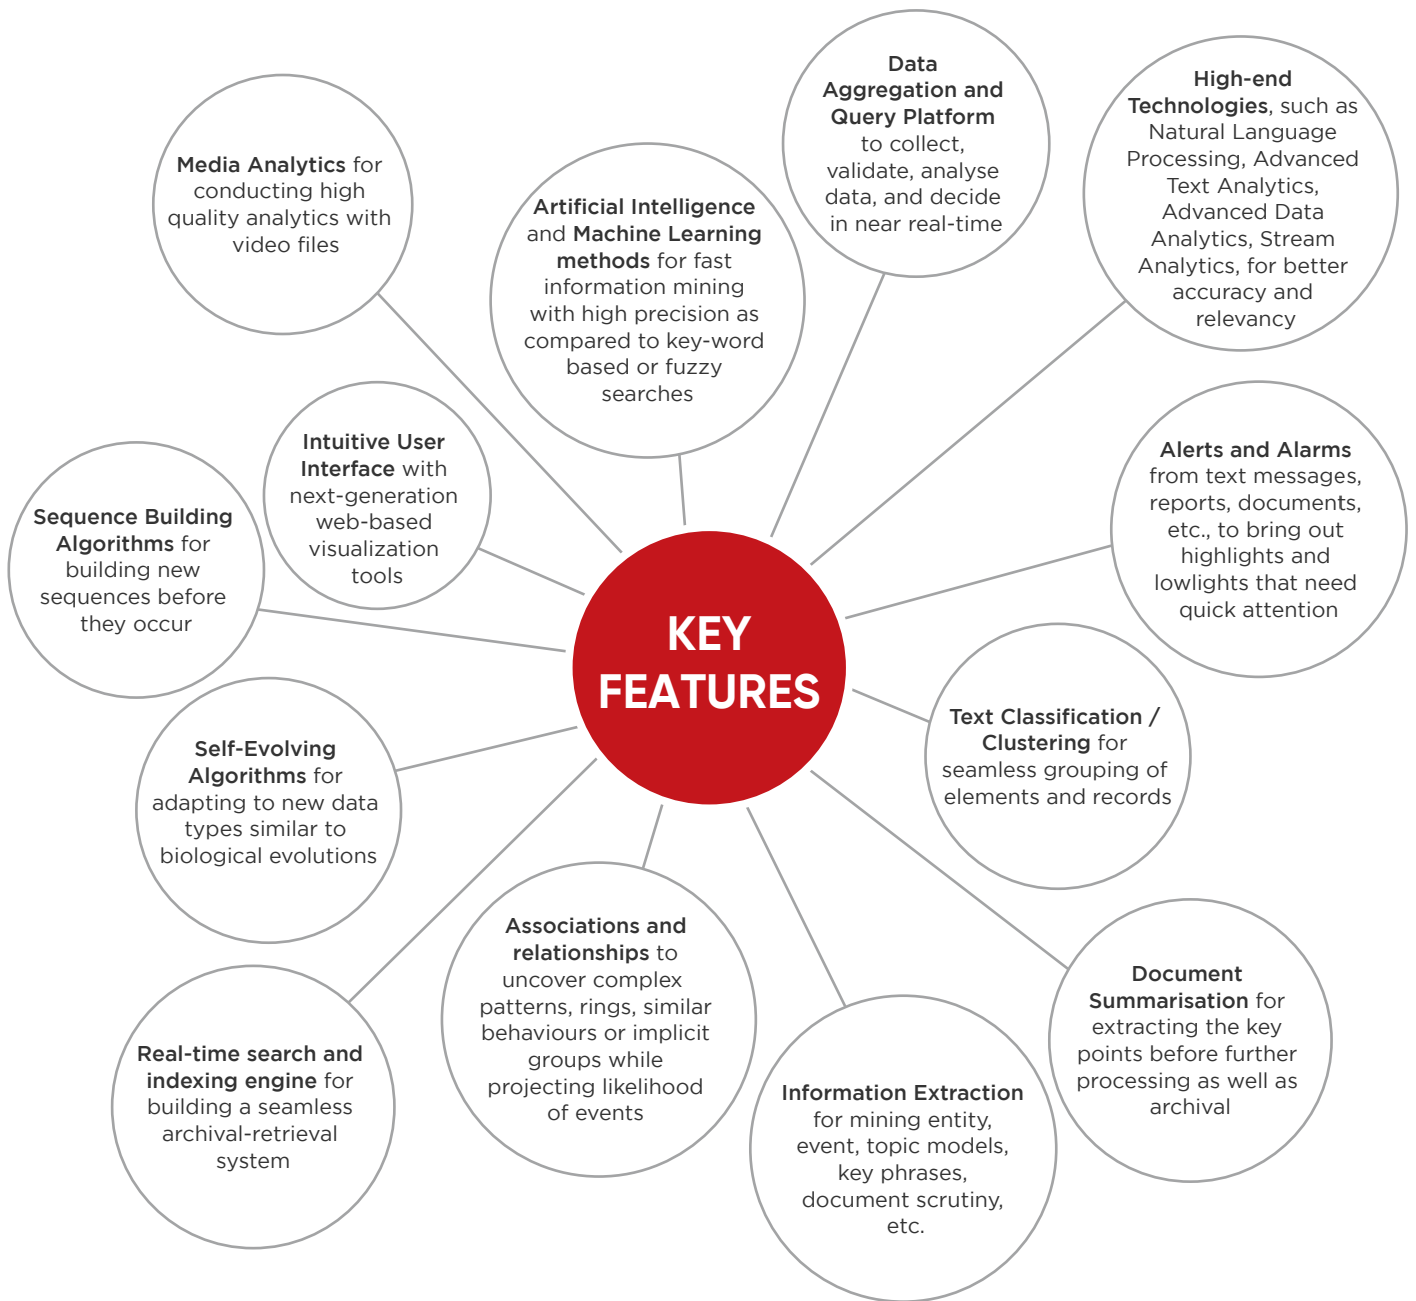 Data
Aggregation and
Query Platform
to collect,
validate, analyse
data, and decide
in near real-time
High-end
Technologies, such as
Natural Language
Processing, Advanced
Text Analytics,
Advanced Data
Analytics, Stream
Analytics, for better
accuracy and
relevancy
Media Analytics for
conducting high
quality analytics with
video files
Artificial Intelligence
and Machine Learning
methods for fast
information mining
with high precision as
compared to key-word
based or fuzzy
searches
Intuitive User
Interface with
next-generation
web-based
visualization
tools
Alerts and Alarms
from text messages,
reports, documents,
etc., to bring out
highlights and
lowlights that need
quick attention
Sequence Building
Algorithms for
building new
sequences before
they occur
KEY
FEATURES
Text Classification /
Clustering for
seamless grouping of
elements and records
Self-Evolving
Algorithms for
adapting to new data
types similar to
biological evolutions
Associations and
relationships to
uncover complex
patterns, rings, similar
behaviours or implicit
groups while
projecting likelihood
of events
Document
Summarisation for
extracting the key
points before further
processing as well as
archival
Real-time search and
indexing engine for
building a seamless
archival-retrieval
system
Information Extraction
for mining entity,
event, topic models,
key phrases,
document scrutiny,
etc.